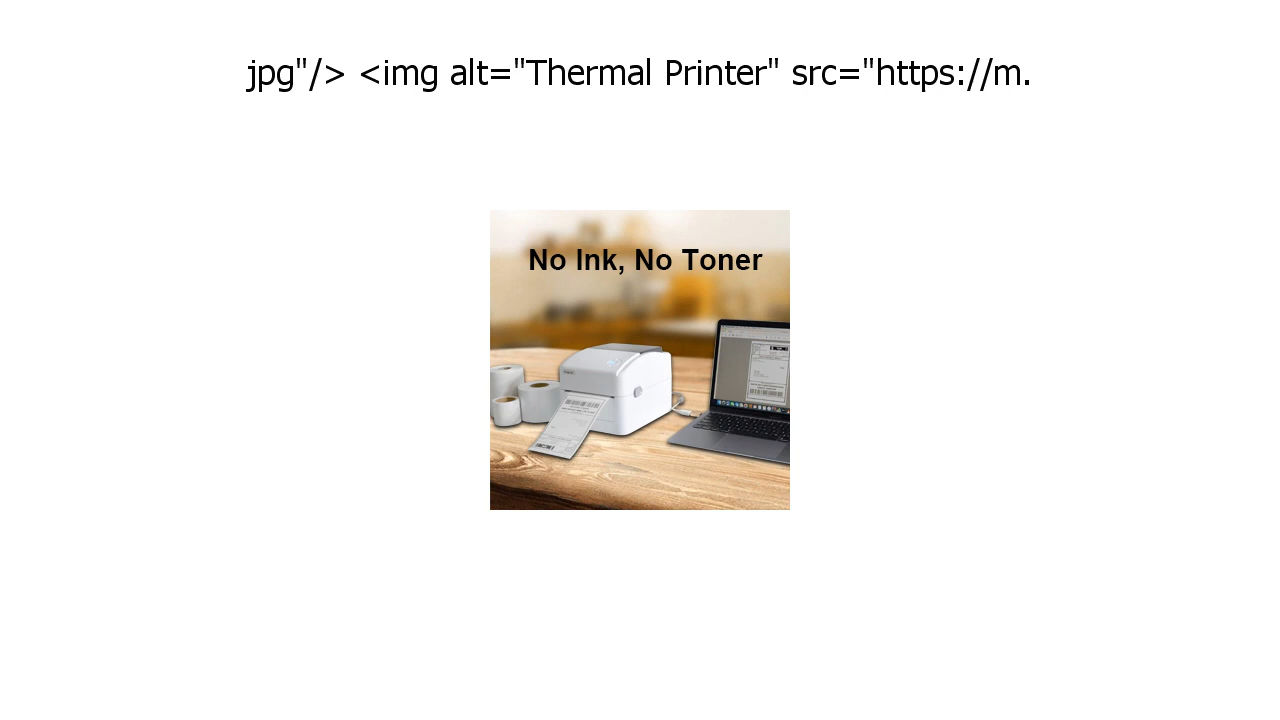 jpg"/> <img alt="Thermal Printer" src="https://m.
No Ink, No Toner